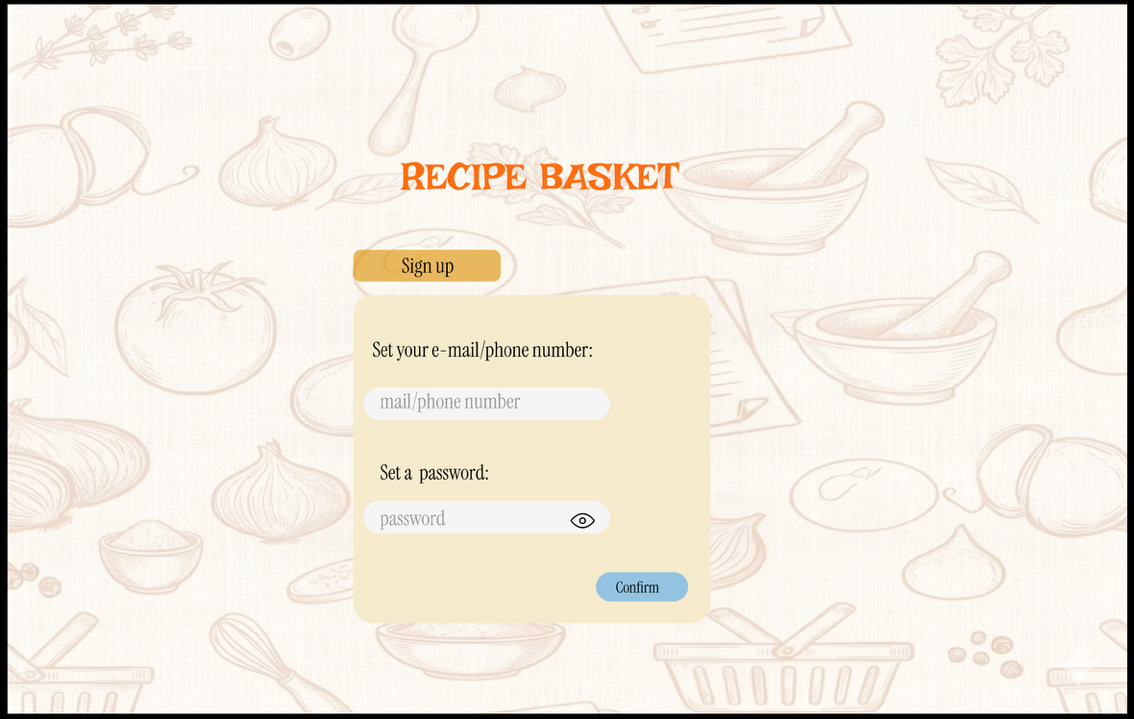 RECIPE BASKET
Sign up
Set your e-mail/phone number:
mail/phone number
Set a password:
password
Confirm